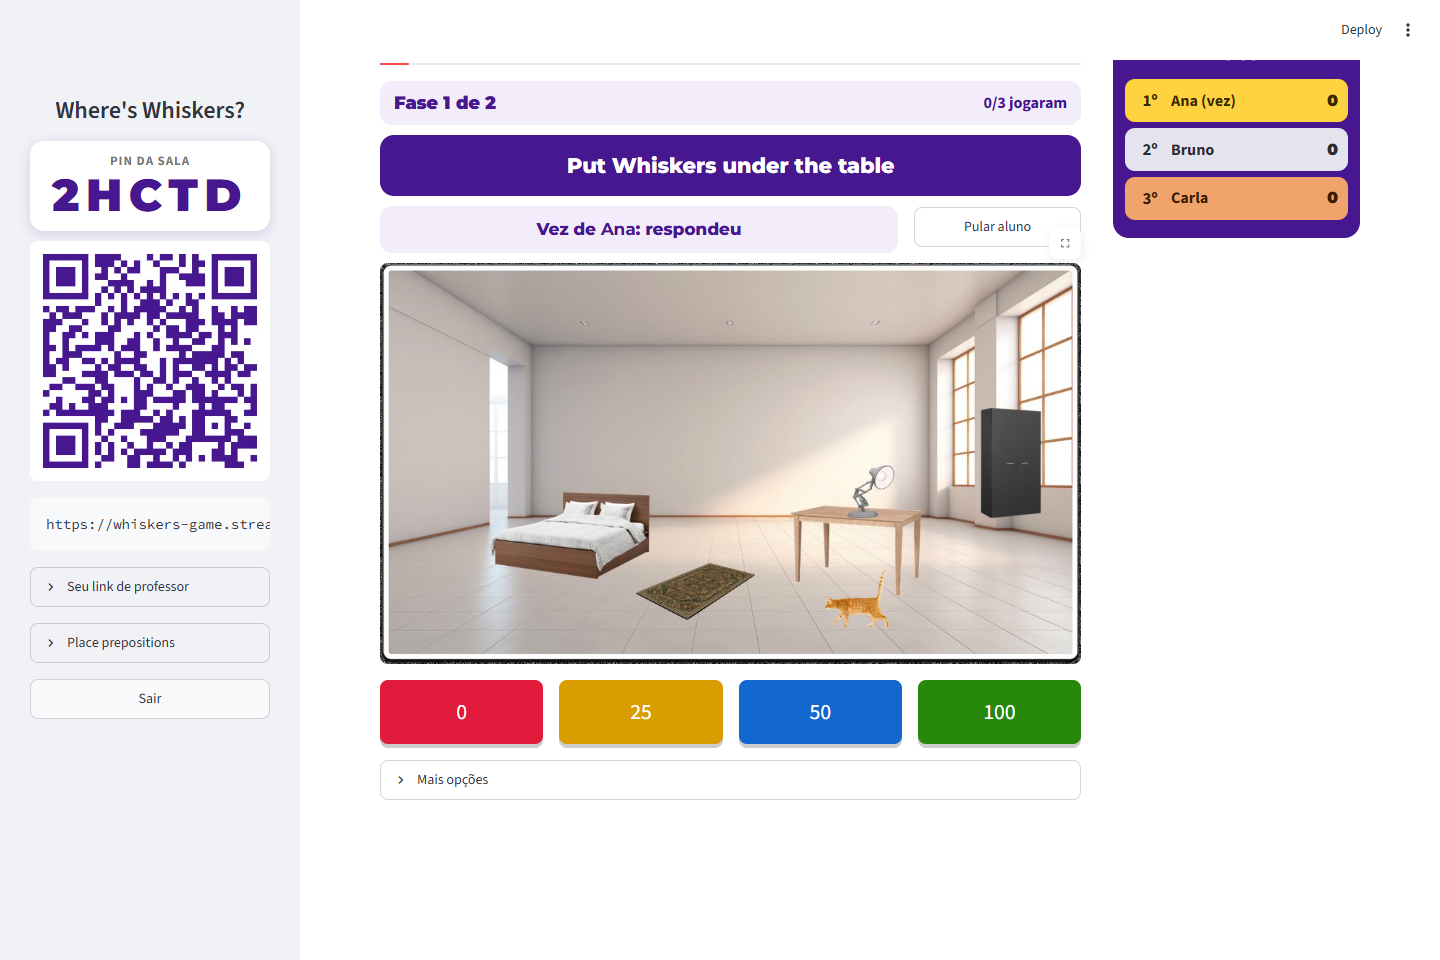 Deploy
Where's Whiskers?
PIN DA SALA
2HCTD
https://whiskers-game.strea
Seu link de professor
Place prepositions
Sair
Fase 1 de 2
0/3 jogaram
Put Whiskers under the table
Vez de Ana: respondeu
Pular aluno
0
25
50
100
Mais opções
1º Ana (vez) 0
2º Bruno 0
3º Carla 0